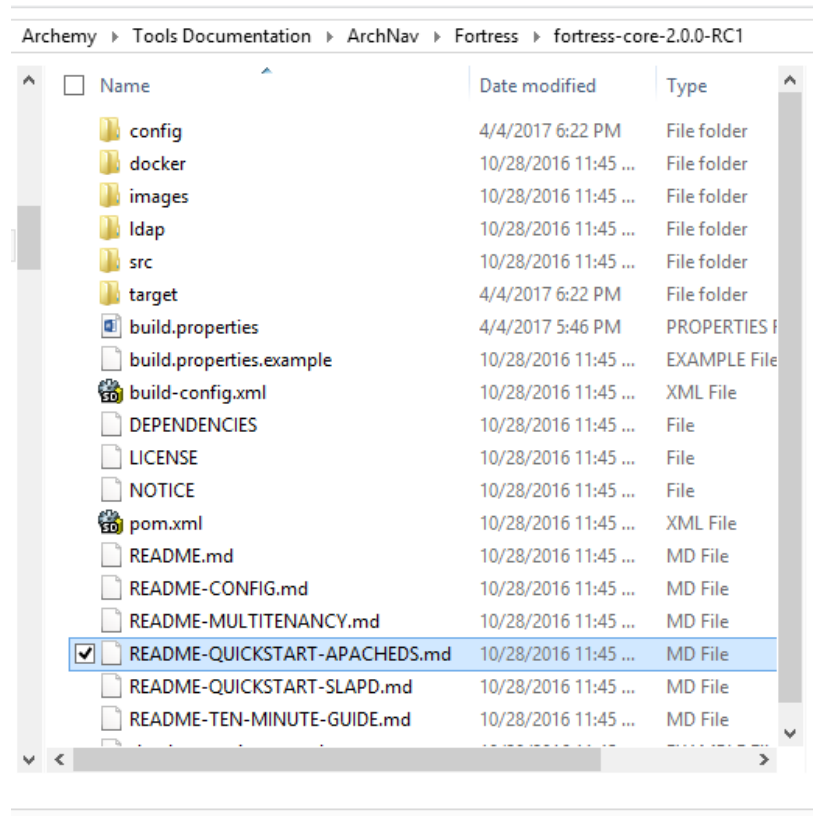 Archemy Tools Documentation ArchNav Fortress fortress-core-2.0.0-RC1
Name Date modified Type
config 4/4/2017 6:22 PM File folder
docker 10/28/2016 11:45 ... File folder
images 10/28/2016 11:45 ... File folder
ldap 10/28/2016 11:45 ... File folder
src 10/28/2016 11:45 ... File folder
target 4/4/2017 6:22 PM File folder
build.properties 4/4/2017 5:46 PM PROPERTIES F
build.properties.example 10/28/2016 11:45 ... EXAMPLE File
build-config.xml 10/28/2016 11:45 ... XML File
DEPENDENCIES 10/28/2016 11:45 ... File
LICENSE 10/28/2016 11:45 ... File
NOTICE 10/28/2016 11:45 ... File
pom.xml 10/28/2016 11:45 ... XML File
README.md 10/28/2016 11:45 ... MD File
README-CONFIG.md 10/28/2016 11:45 ... MD File
README-MULTITENANCY.md 10/28/2016 11:45 ... MD File
README-QUICKSTART-APACHEDS.md 10/28/2016 11:45 ... MD File
README-QUICKSTART-SLAPD.md 10/28/2016 11:45 ... MD File
README-TEN-MINUTE-GUIDE.md 10/28/2016 11:45 ... MD File